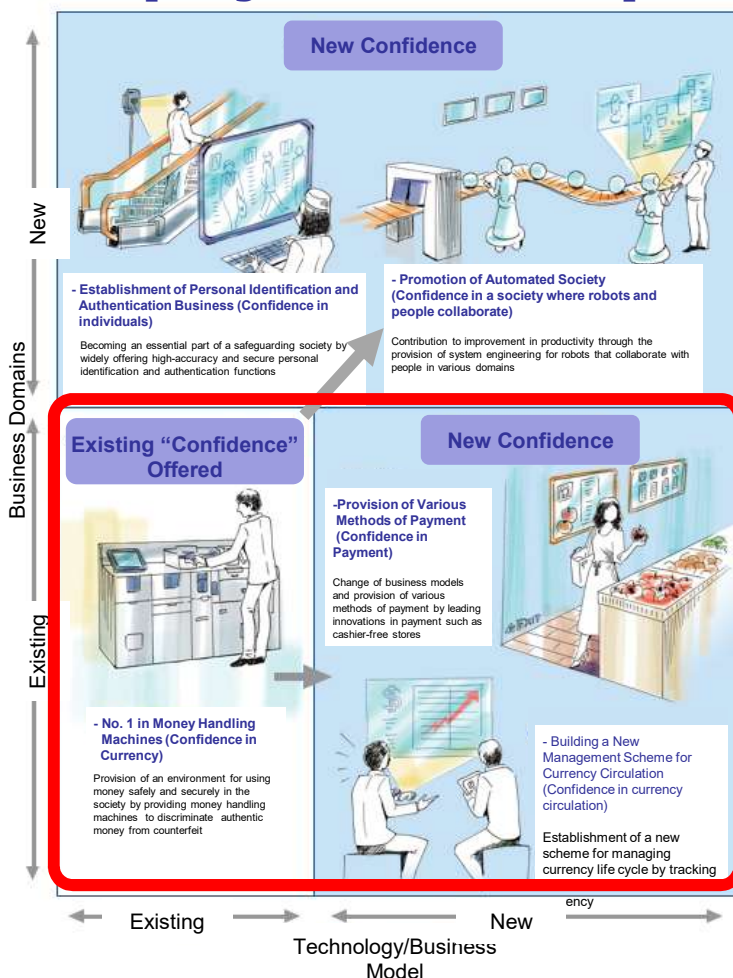 New Confidence
- Establishment of Personal Identification and
Authentication Business (Confidence in
individuals)
Becoming an essential part of a safeguarding society by
widely offering high-accuracy and secure personal
identification and authentication functions
- Promotion of Automated Society
(Confidence in a society where robots and
people collaborate)
Contribution to improvement in productivity through the
provision of system engineering for robots that collaborate with
people in various domains
New
Business Domains
Existing
Existing “Confidence”
Offered
- No. 1 in Money Handling
Machines (Confidence in
Currency)
Provision of an environment for using
money safely and securely in the
society by providing money handling
machines to discriminate authentic
money from counterfeit
New Confidence
-Provision of Various
Methods of Payment
(Confidence in
Payment)
Change of business models
and provision of various
methods of payment by leading
innovations in payment such as
cashier-free stores
EXIT
- Building a New
Management Scheme for
Currency Circulation
(Confidence in currency
circulation)
Establishment of a new
scheme for managing
currency life cycle by tracking
ency
Existing
New
Technology/Business
Model